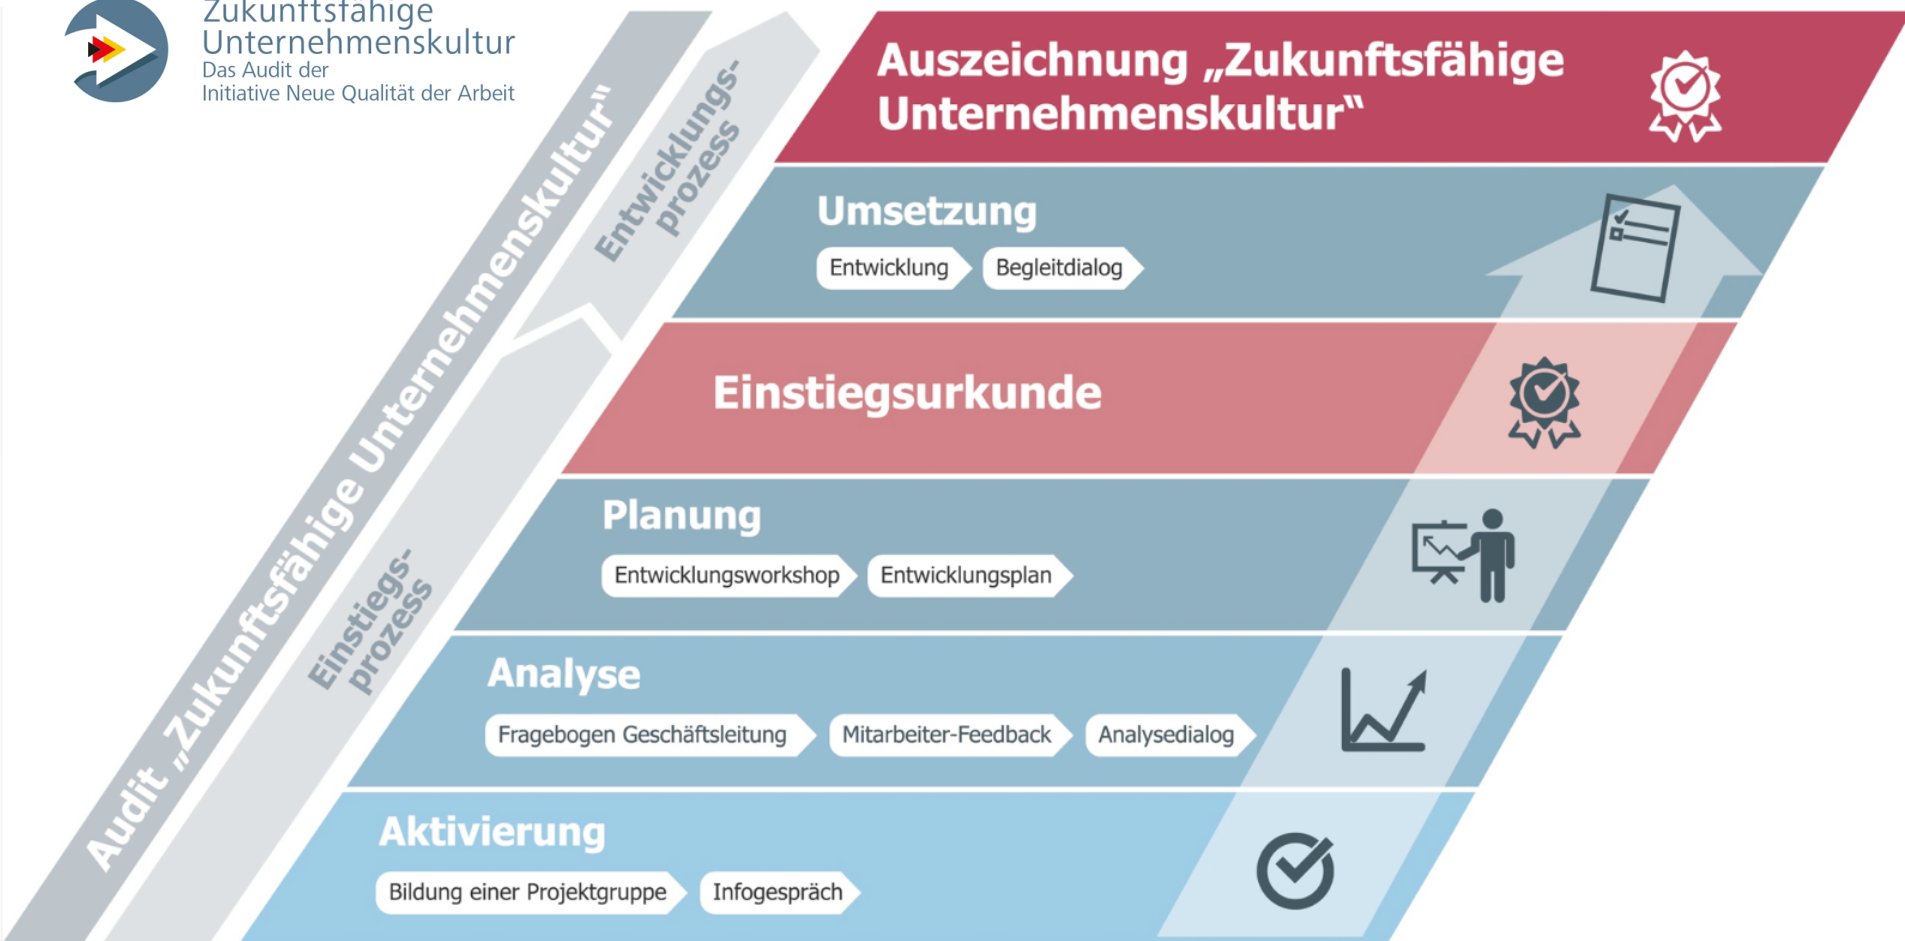 Zukunftsfähige
Unternehmenskultur
Das Audit der
Initiative Neue Qualität der Arbeit
Audit „Zukunftsfähige Unternehmenskultur“
Entwicklungs-
prozess
Einstiegs-
prozess
Auszeichnung „Zukunftsfähige
Unternehmenskultur“
Umsetzung
Entwicklung
Begleitdialog
Einstiegsurkunde
Planung
Entwicklungsworkshop
Entwicklungsplan
Analyse
Fragebogen Geschäftsleitung
Mitarbeiter-Feedback
Analysedialog
Aktivierung
Bildung einer Projektgruppe
Infogespräch